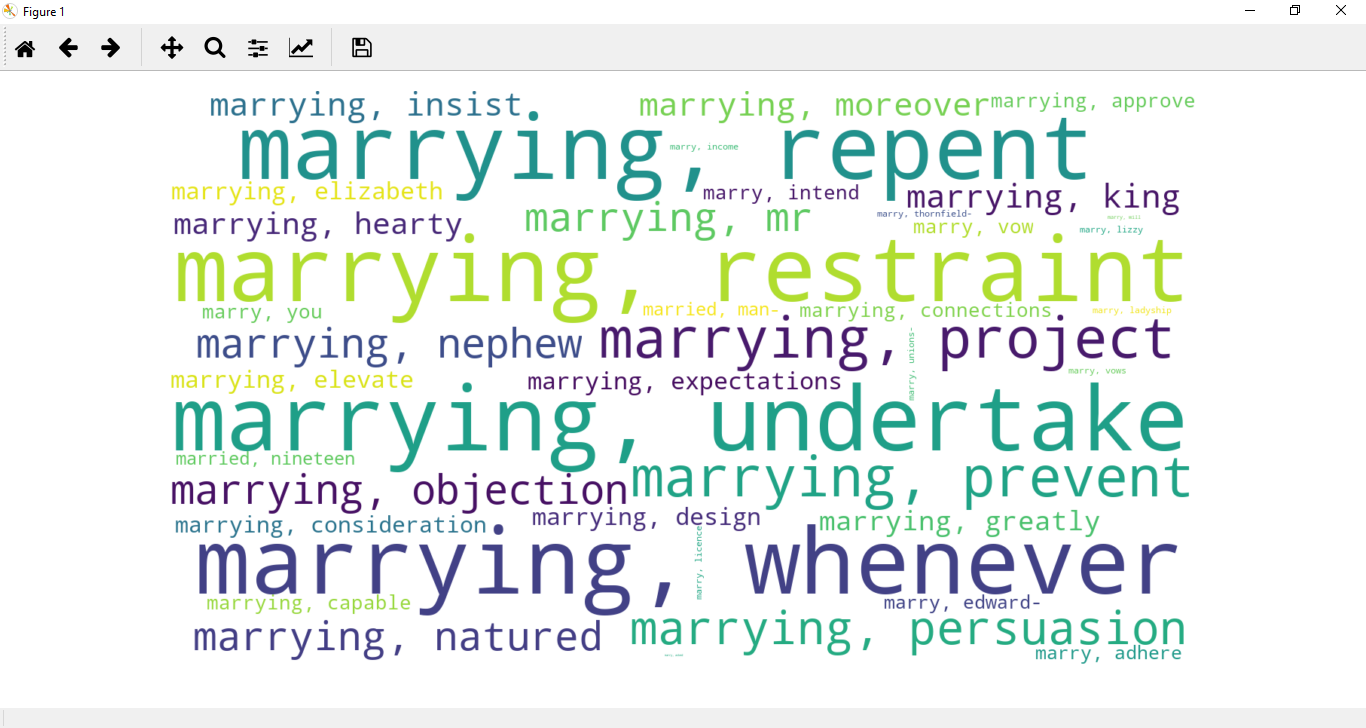 Figure 1
marrying, insist
marrying, moreover
marrying, approve
marrying, repent
marry, income
marrying, elizabeth
marry, intend
marrying, king
marrying, hearty
marrying, mr
marry, thornfield-
marry, vow
marry, lizzy
marrying, restraint
marry, you
married, man-
marrying, connections
marry, ladyship
marrying, nephew
marrying, project
marry, unions-
marrying, elevate
marrying, expectations
marry, vows
marrying, undertake
married, nineteen
marrying, objection
marrying, prevent
marrying, consideration
marrying, design
marrying, greatly
marrying, whenever
marry, licence
marrying, capable
marry, edward-
marrying, natured
marrying, persuasion
marry, adhere